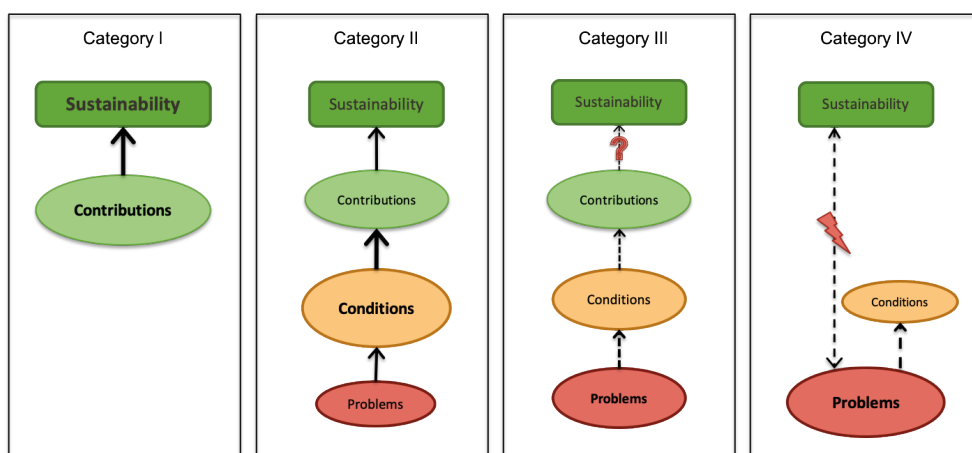 Category I
Sustainability
Contributions
Category II
Sustainability
Contributions
Conditions
Problems
Category III
Sustainability
?
Contributions
Conditions
Problems
Category IV
Sustainability
Conditions
Problems